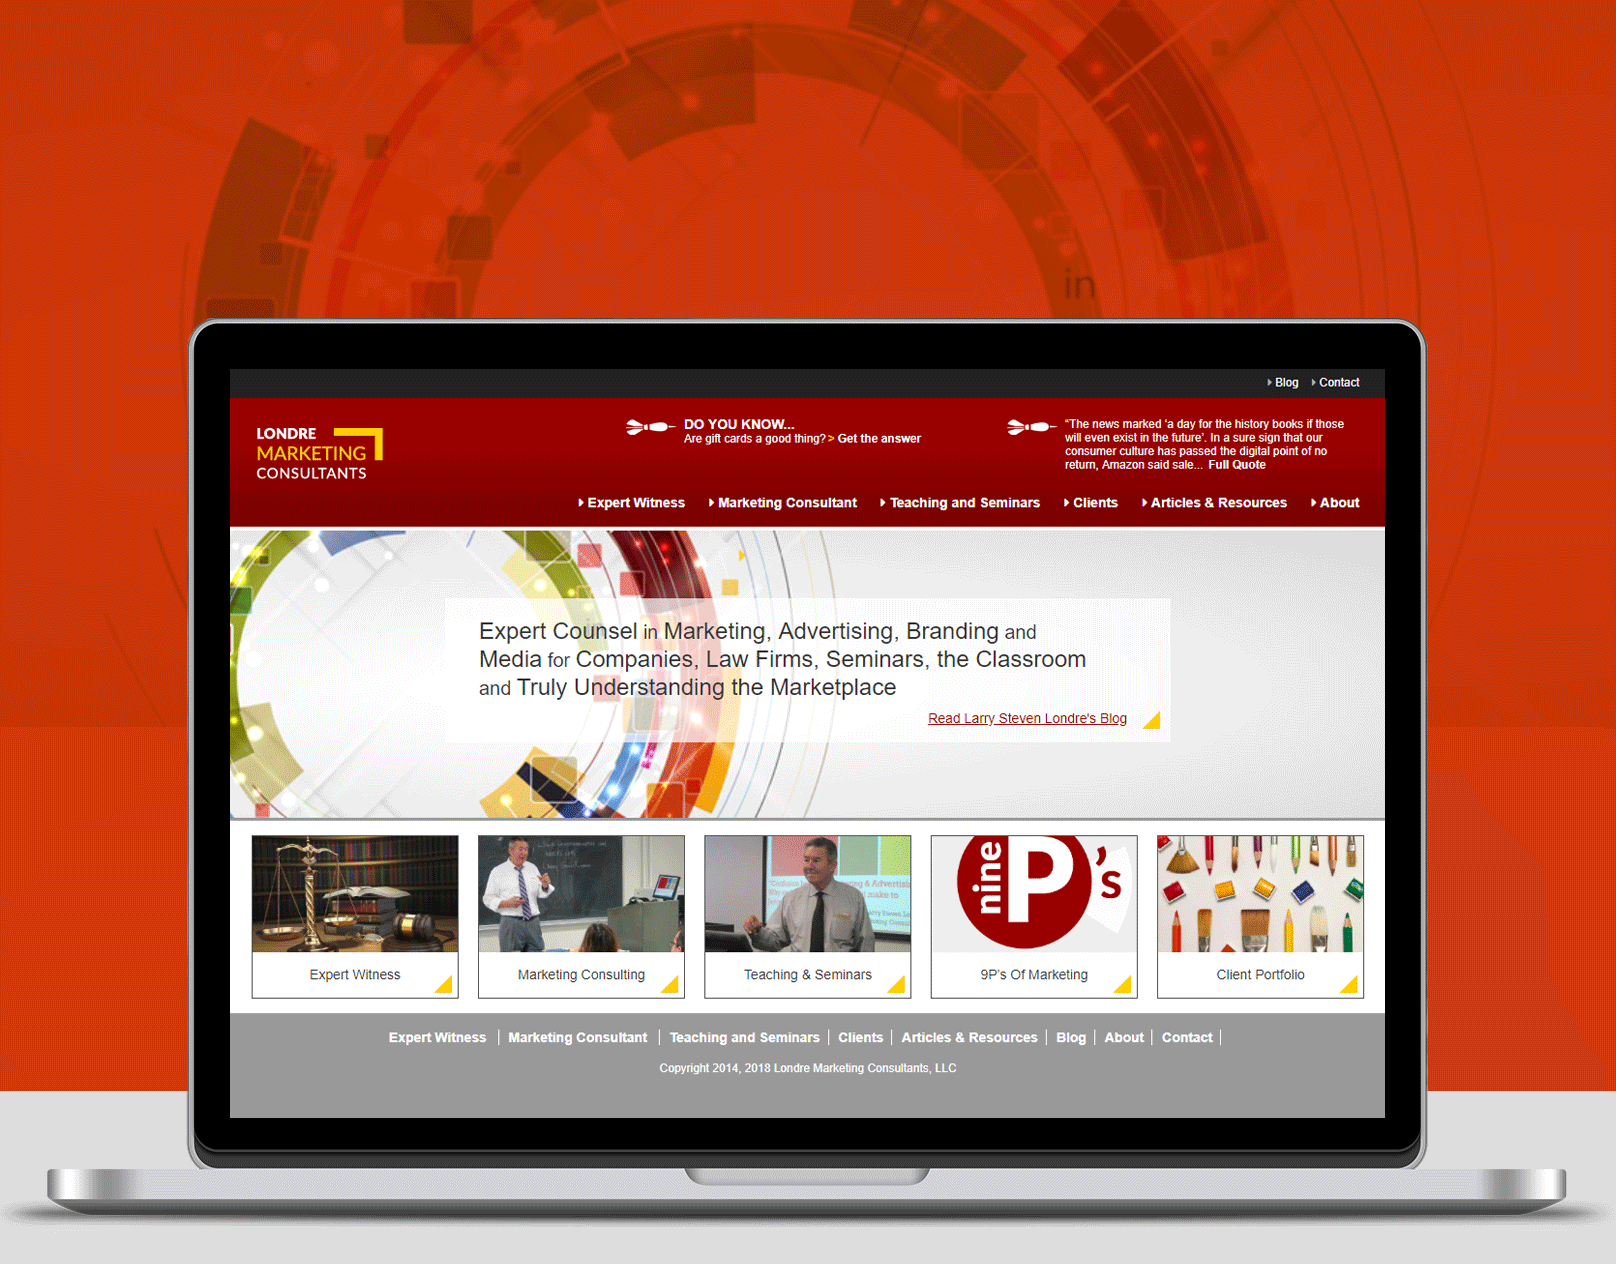 in
Blog
Contact
LONDRE
MARKETING
CONSULTANTS
DO YOU KNOW...
Are gift cards a good thing? > Get the answer
“The news marked ‘a day for the history books if those
will even exist in the future’. In a sure sign that our
consumer culture has passed the digital point of no
return, Amazon said sale... Full Quote
Expert Witness
Marketing Consultant
Teaching and Seminars
Clients
Articles & Resources
About
Expert Counsel in Marketing, Advertising, Branding and
Media for Companies, Law Firms, Seminars, the Classroom
and Truly Understanding the Marketplace
Read Larry Steven Londre's Blog
nine P's
Expert Witness
Marketing Consulting
Teaching & Seminars
9P's Of Marketing
Client Portfolio
Expert Witness | Marketing Consultant | Teaching and Seminars | Clients | Articles & Resources | Blog | About | Contact |
Copyright 2014, 2018 Londre Marketing Consultants, LLC